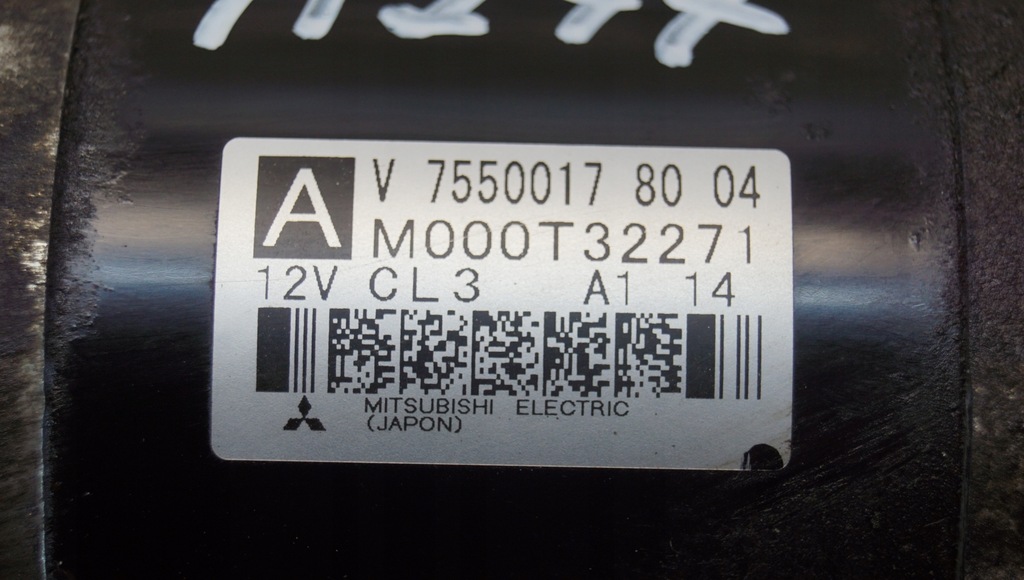 A
V 7550017 80 04
M000T32271
12V CL3 A1 14
MITSUBISHI ELECTRIC
(JAPON)